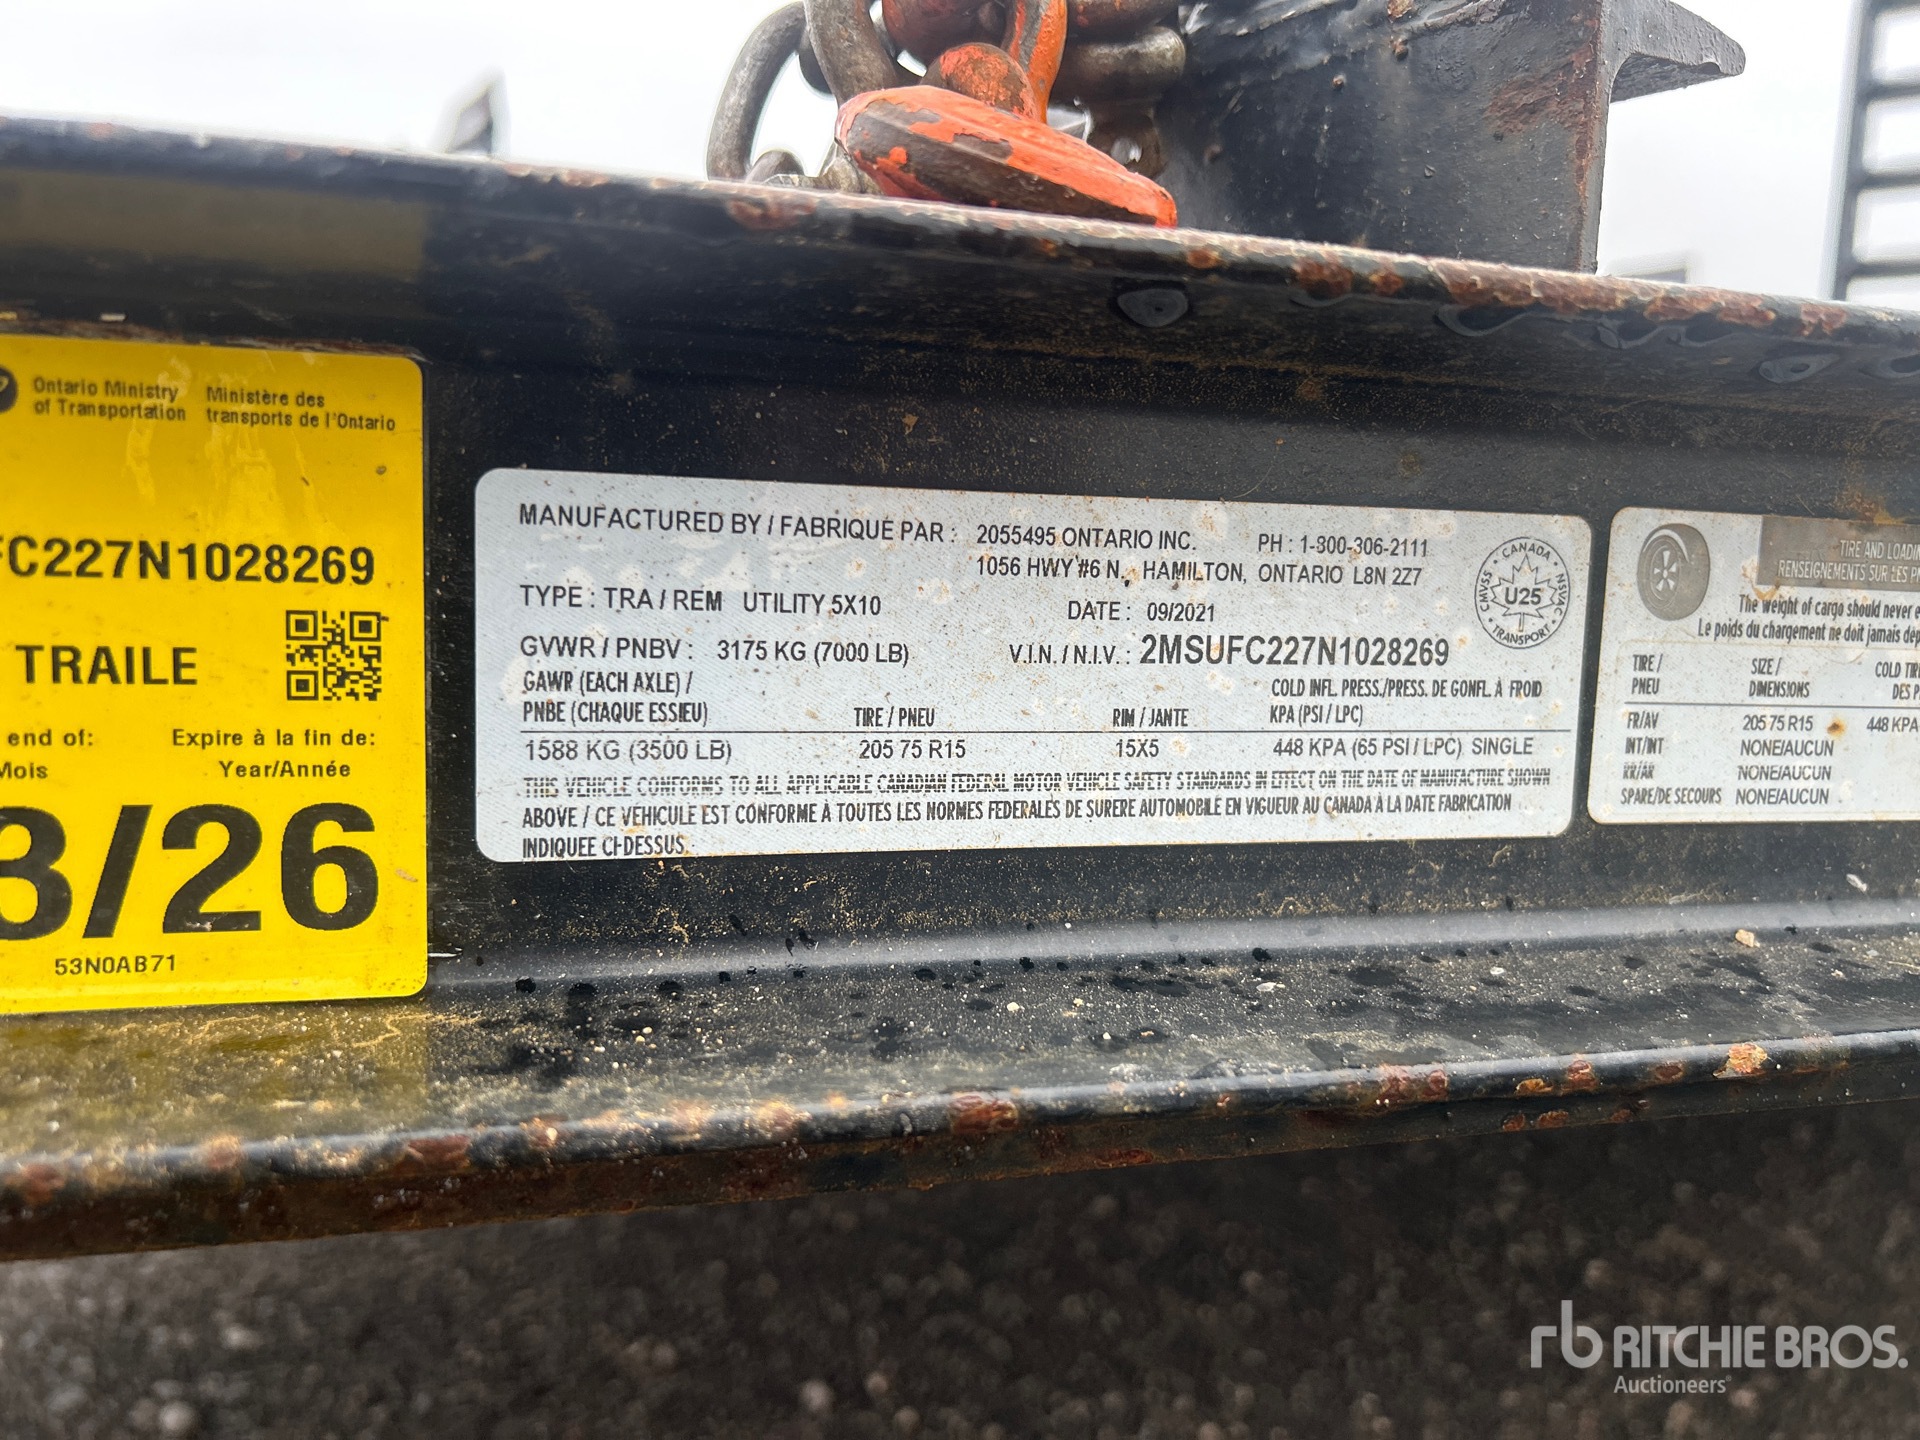 Ontario Ministry
of Transportation
Ministère des
transports de l'Ontario
FC227N1028269
TRAILE
end of:
Mois
Expire à la fin de:
Year/Année
3/26
53N0AB71
MANUFACTURED BY / FABRIQUÉ PAR : 2055495 ONTARIO INC. PH : 1-800-306-2111
1056 HWY #6 N., HAMILTON, ONTARIO L8N 2Z7
TYPE : TRA / REM UTILITY 5X10 DATE : 09/2021
GVWR / PNBV : 3175 KG (7000 LB) V.I.N. / N.I.V. : 2MSUFC227N1028269
GAWR (EACH AXLE) /
PNBE (CHAQUE ESSIEU) TIRE / PNEU RIM / JANTE
COLD INFL. PRESS./PRESS. DE GONFL. À FROID
KPA (PSI / LPC)
1588 KG (3500 LB) 205 75 R15 15X5 448 KPA (65 PSI / LPC) SINGLE
THIS VEHICLE CONFORMS TO ALL APPLICABLE CANADIAN FEDERAL MOTOR VEHICLE SAFETY STANDARDS IN EFFECT ON THE DATE OF MANUFACTURE SHOWN
ABOVE / CE VEHICULE EST CONFORME À TOUTES LES NORMES FEDERALES DE SURERE AUTOMOBILE EN VIGUEUR AU CANADA À LA DATE FABRICATION
INDIQUEE CI-DESSUS.
CANADA
CMVSS
NSVAC
U25
TRANSPORT
TIRE AND LOADIN
RENSEIGNEMENTS SUR LES P
The weight of cargo should never e
Le poids du chargement ne doit jamais dép
TIRE /
PNEU
SIZE /
DIMENSIONS
COLD TIR
DES P
FR/AV 205 75 R15 448 KPA
INT/INT NONE/AUCUN
RR/AR NONE/AUCUN
SPARE/DE SECOURS NONE/AUCUN
rb RITCHIE BROS.
Auctioneers